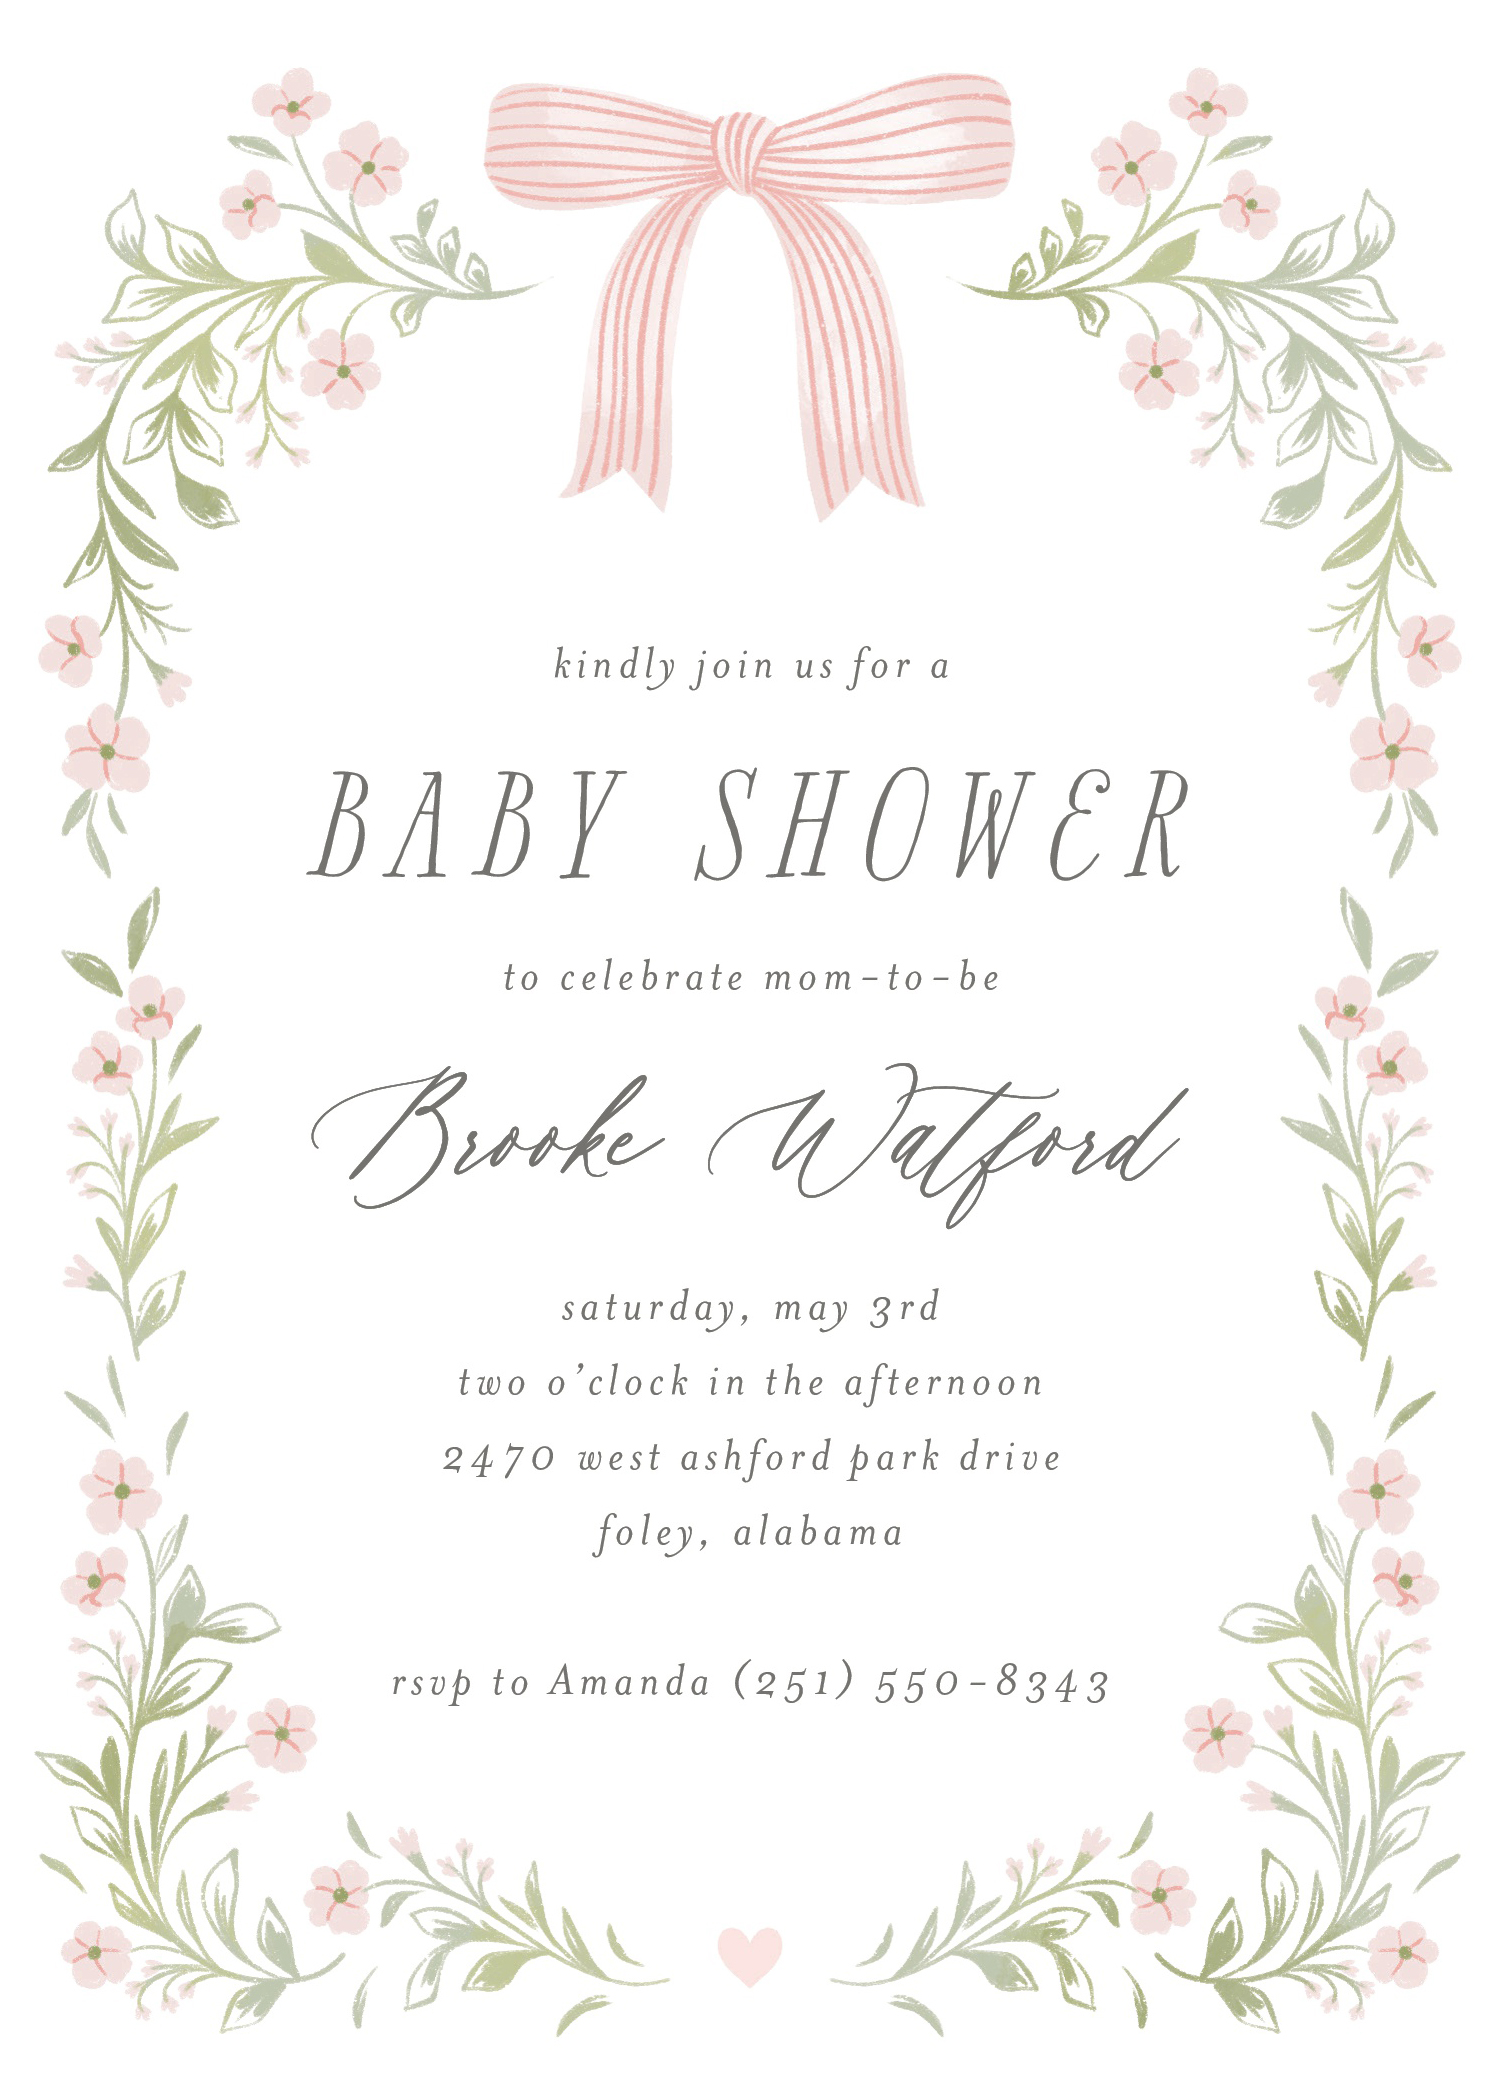 kindly join us for a
BABY SHOWER
to celebrate mom-to-be
Brooke Watford
saturday, may 3rd
two o’clock in the afternoon
2470 west ashford park drive
foley, alabama
rsvp to Amanda (251) 550-8343